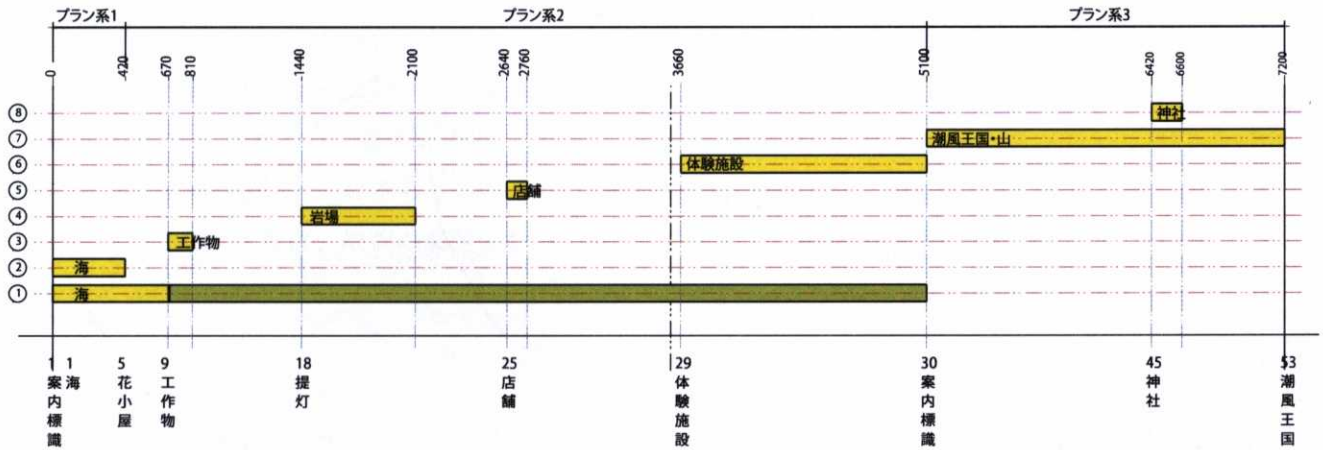 プラン系1 プラン系2 プラン系3
0 420 670 810 1440 2100 2640 2760 3660 5100 6420 6600 7200
⑧ 神社
⑦ 潮風王国・山
⑥ 体験施設
⑤ 店舗
④ 岩場
③ 工作物
② 海
① 海
1 1 5 9 18 25 29 30 45 53
案内標識
海
花小屋
工作物
提灯
店舗
体験施設
案内標識
神社
潮風王国